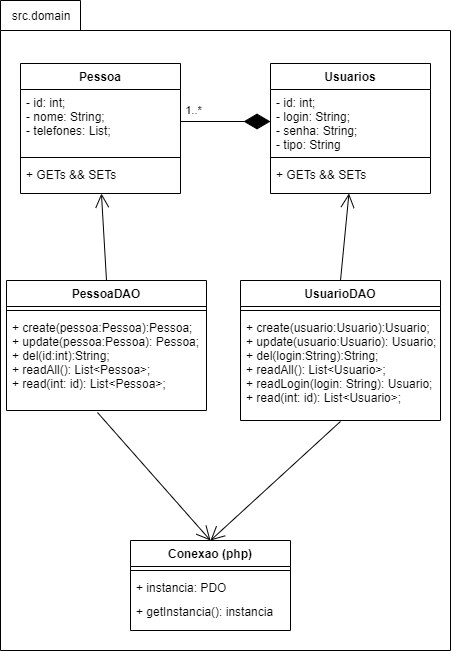 src.domain
Pessoa
- id: int;
- nome: String;
- telefones: List;
+ GETs && SETs
1..*
Usuarios
- id: int;
- login: String;
- senha: String;
- tipo: String
+ GETs && SETs
PessoaDAO
+ create(pessoa:Pessoa):Pessoa;
+ update(pessoa:Pessoa): Pessoa;
+ del(id:int):String;
+ readAll(): List<Pessoa>;
+ read(int: id): List<Pessoa>;
UsuarioDAO
+ create(usuario:Usuario):Usuario;
+ update(usuario:Usuario): Usuario;
+ del(login:String):String;
+ readAll(): List<Usuario>;
+ readLogin(login: String): Usuario;
+ read(int: id): List<Usuario>;
Conexao (php)
+ instancia: PDO
+ getInstancia(): instancia